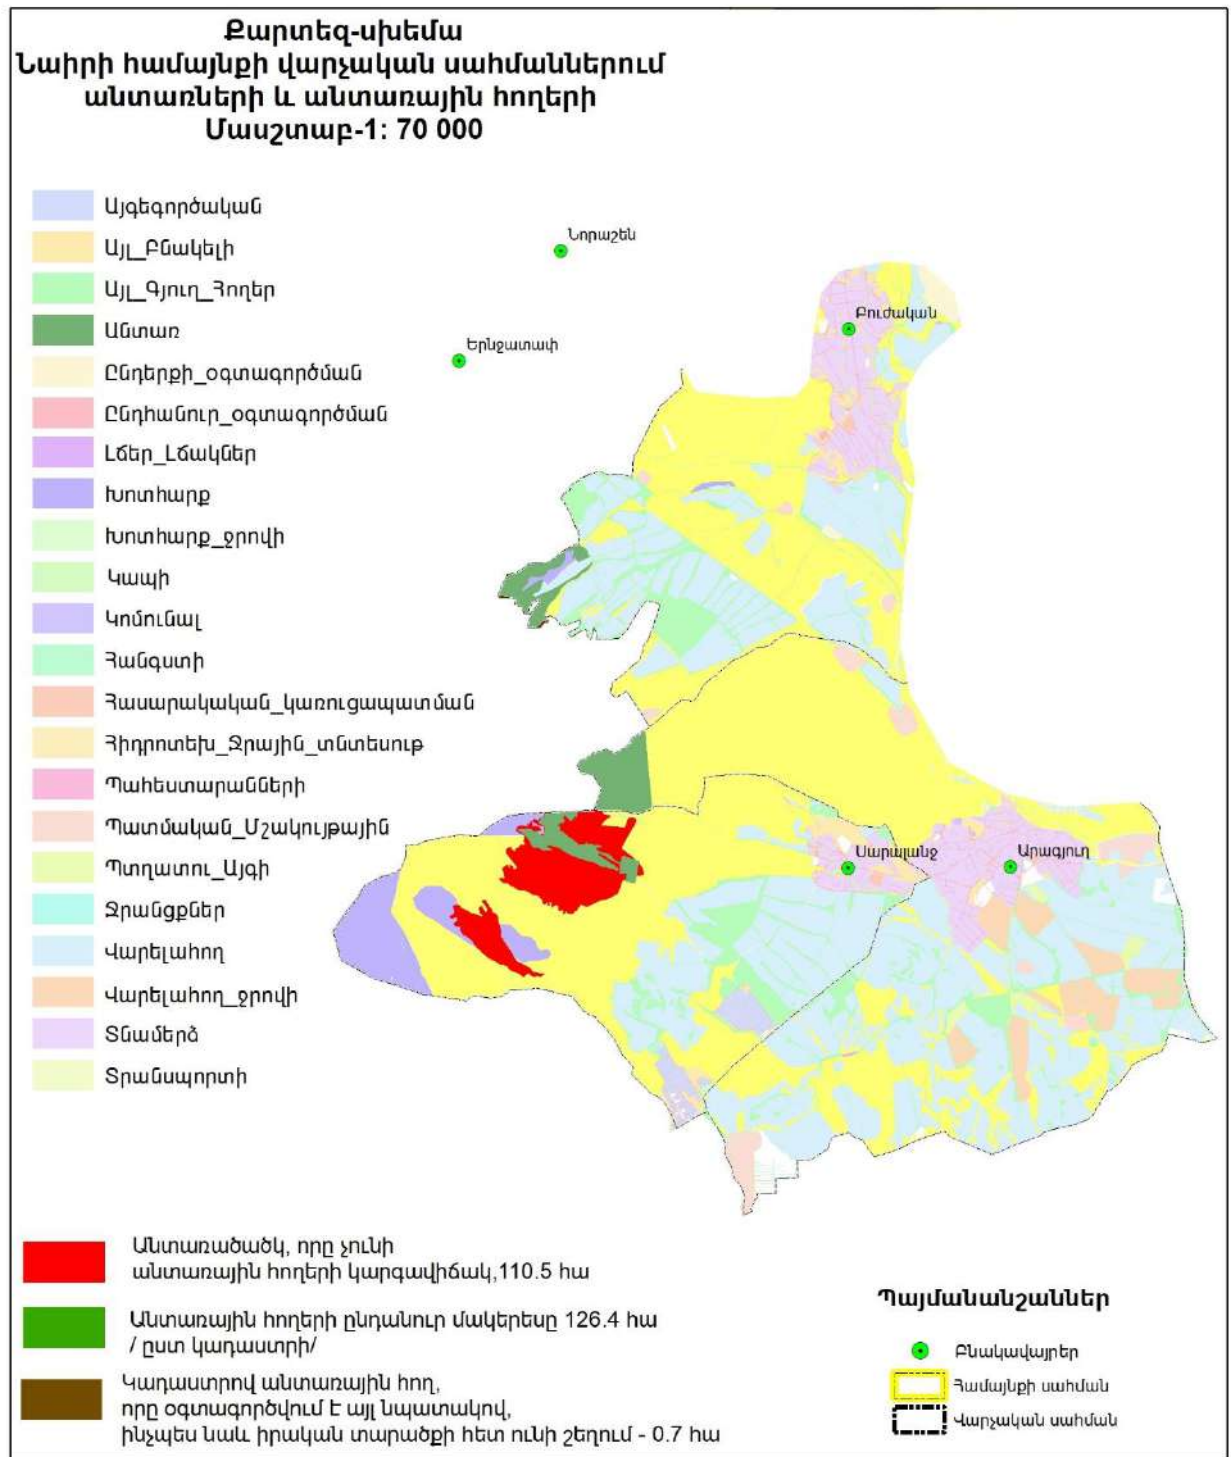 Քարտեզ-սխեմա
Նաիրի համայնքի վարչական սահմաններում
անտառների և անտառային հողերի
Մասշտաբ-1: 70 000
Այգեգործական
Այլ_Բնակելի
Այլ_Գյուղ_Հողեր
Անտառ
Ընդերքի_օգտագործման
Ընդհանուր_օգտագործման
Լճեր_Լճակներ
Խոտհարք
Խոտհարք_ջրովի
Կապի
Կոմունալ
Հանգստի
Հասարակական_կառուցապատման
Հիդրոտեխ_Ջրային_տնտեսութ
Պահեստարանների
Պատմական_Մշակույթային
Պտղատու_Այգի
Ջրանցքներ
Վարելահող
Վարելահող_ջրովի
Տնամերձ
Տրանսպորտի
Նորաշեն
Երնջատափ
Բուժական
Սարալանջ
Արագյուղ
Անտառածածկ, որը չունի
անտառային հողերի կարգավիճակ,110.5 հա
Անտառային հողերի ընդանուր մակերեսը 126.4 հա
/ ըստ կադաստրի/
Կադաստրով անտառային հող,
որը օգտագործվում է այլ նպատակով,
ինչպես նաև իրական տարածքի հետ ունի շեղում - 0.7 հա
Պայմանանշաններ
Բնակավայրեր
Համայնքի սահման
Վարչական սահման